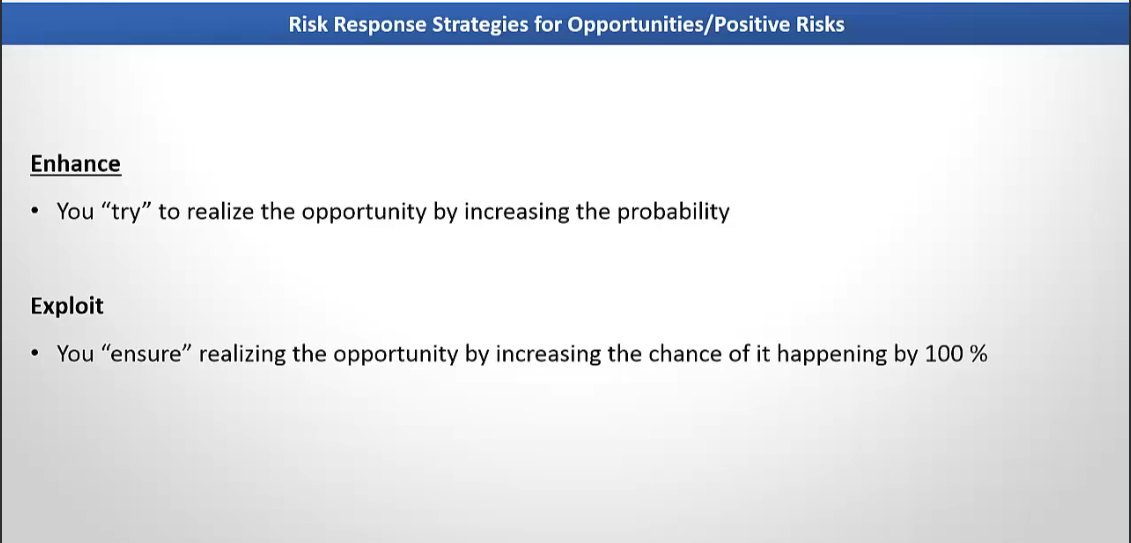 Risk Response Strategies for Opportunities/Positive Risks
Enhance
• You “try” to realize the opportunity by increasing the probability
Exploit
• You “ensure” realizing the opportunity by increasing the chance of it happening by 100 %